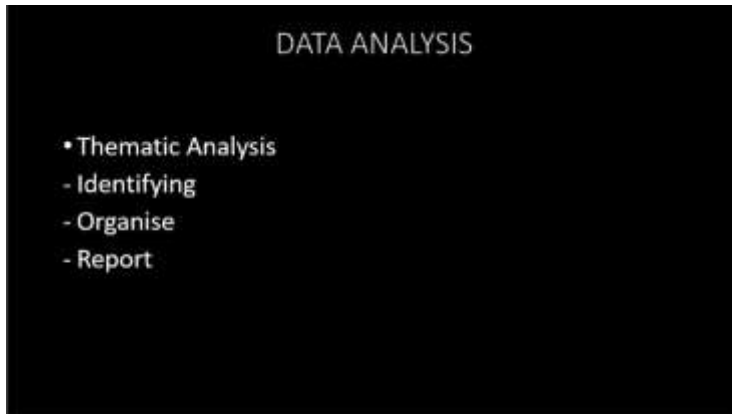 DATA ANALYSIS
• Thematic Analysis
- Identifying
- Organise
- Report